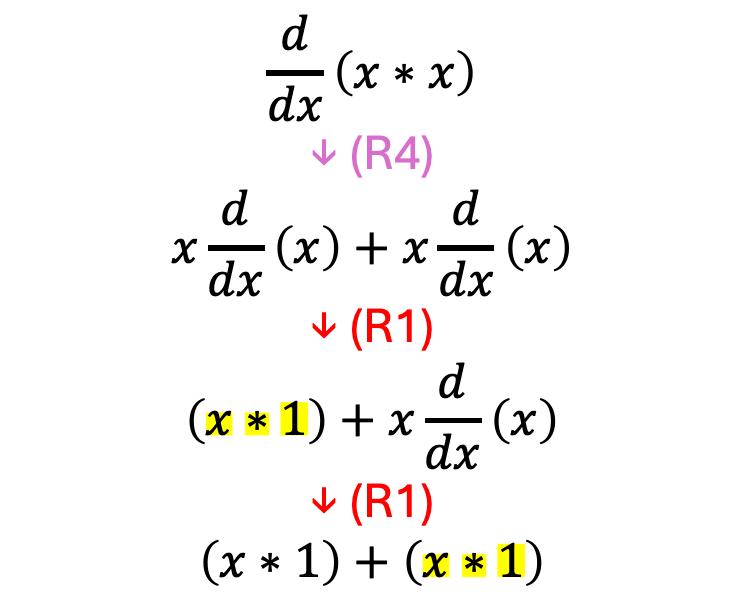 d/dx (x * x)
↓ (R4)
x d/dx (x) + x d/dx (x)
↓ (R1)
(x * 1) + x d/dx (x)
↓ (R1)
(x * 1) + (x * 1)